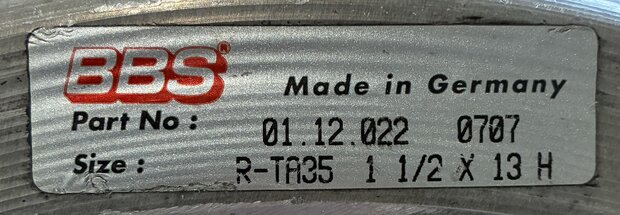 BBS® Made in Germany
Part No : 01.12.022 0707
Size : R-TA35 1 1/2 X 13 H